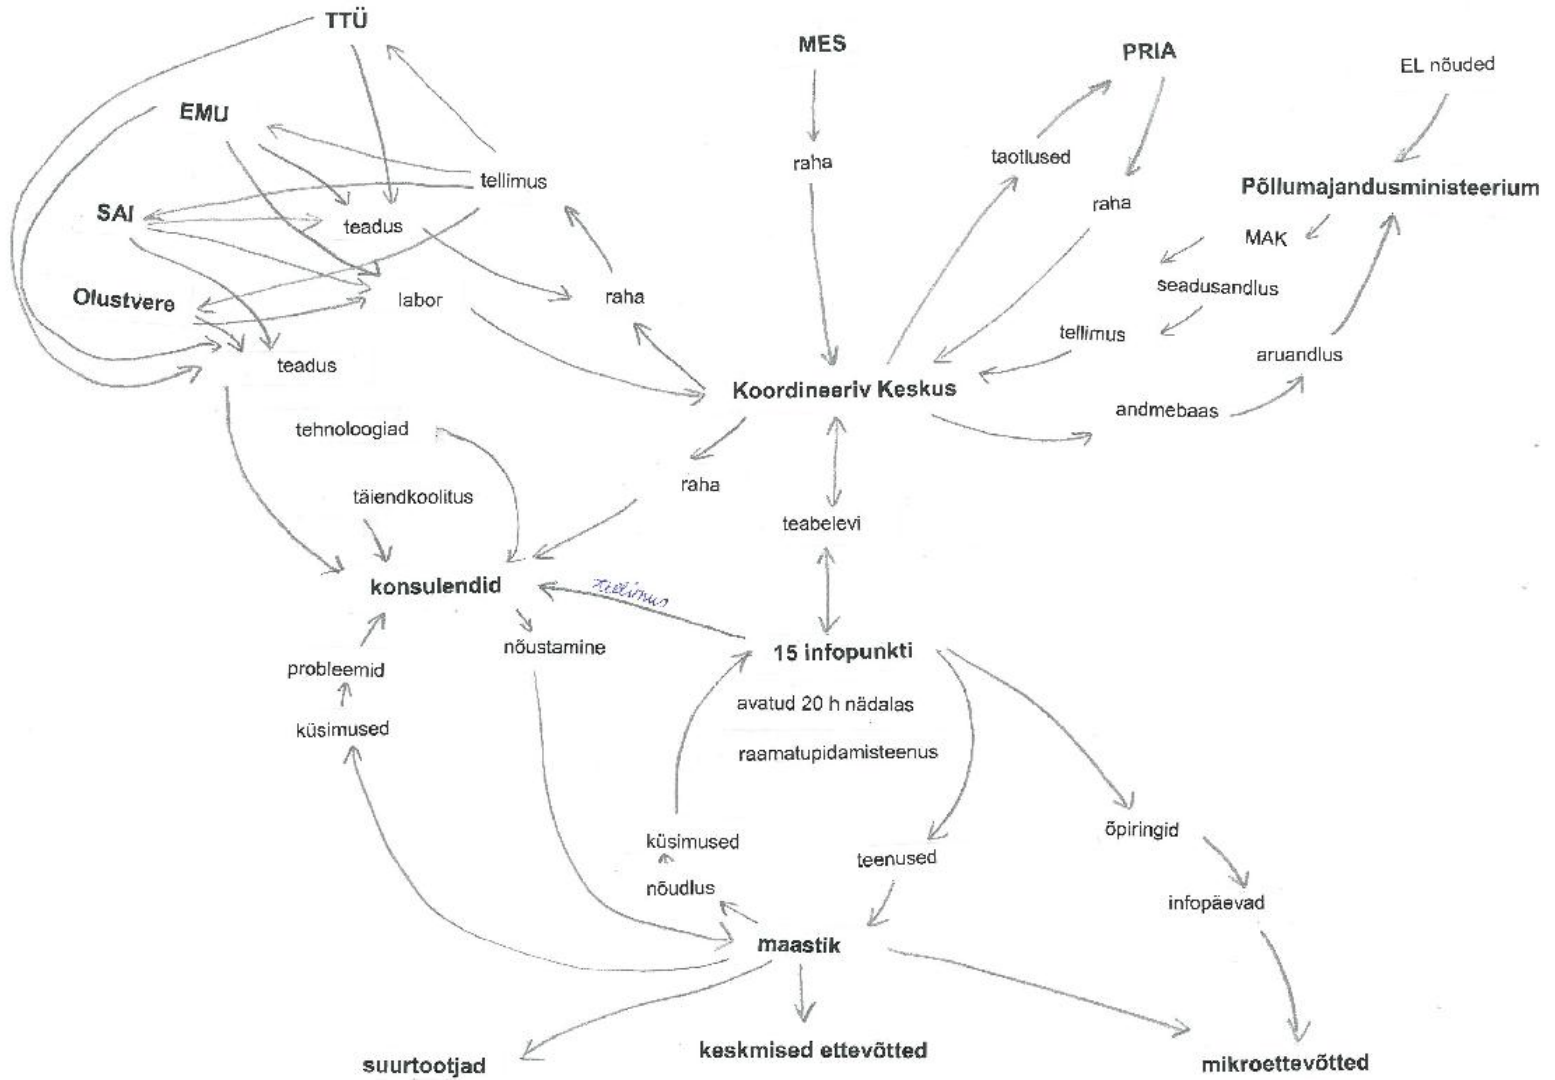 TTÜ
MES
PRIA
EL nõuded
EMU
raha
taotlused
tellimus
Põllumajandusministeerium
SAI
teadus
raha
MAK
seadusandlus
Olustvere
labor
raha
tellimus
aruandlus
teadus
Koordineeriv Keskus
andmebaas
tehnoloogiad
raha
täiendkoolitus
teabelevi
konsulendid
tellimus
nõustamine
15 infopunkti
probleemid
avatud 20 h nädalas
küsimused
raamatupidamisteenus
õpiringid
küsimused
teenused
nõudlus
infopäevad
maastik
keskmised ettevõtted
suurtootjad
mikroettevõtted